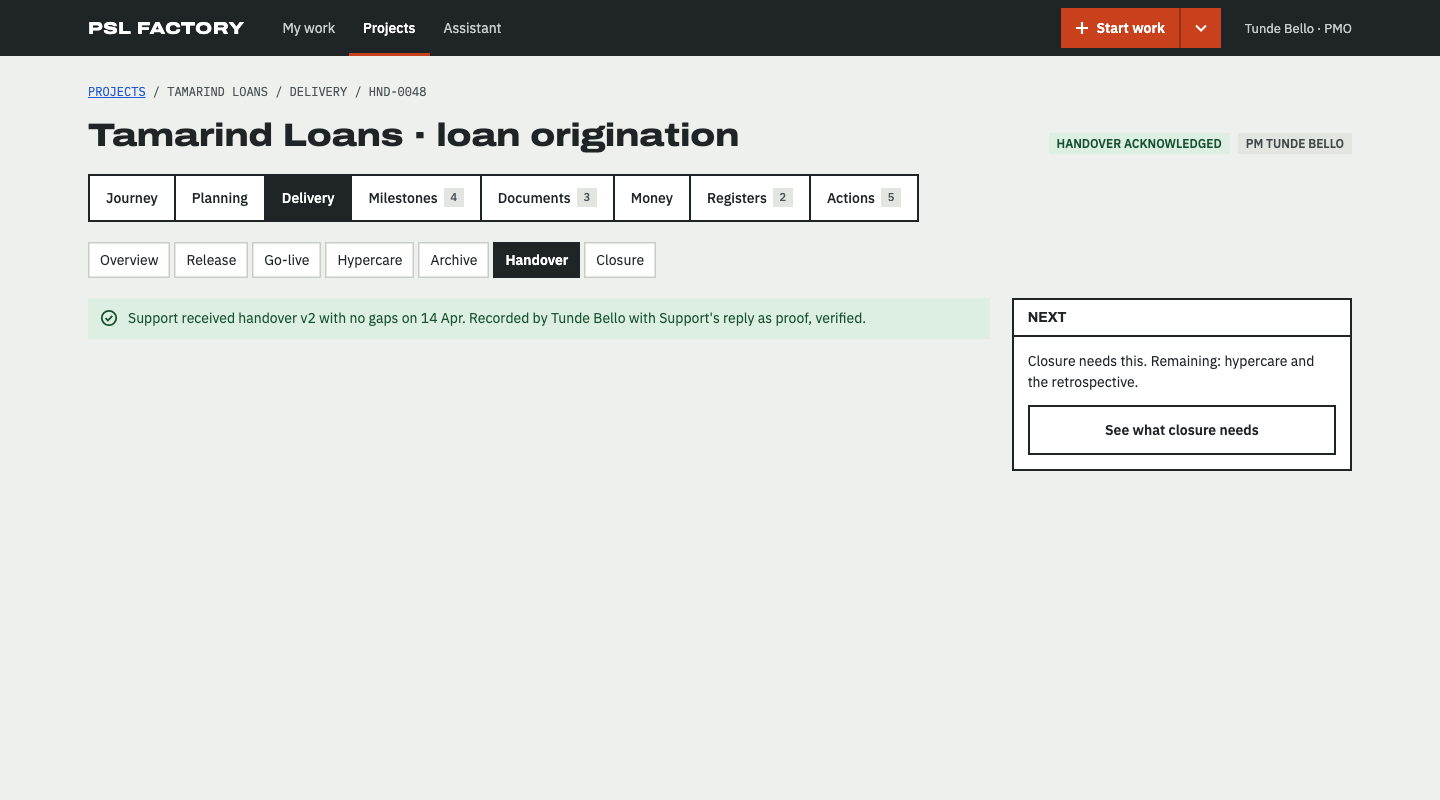 PSL FACTORY
My work
Projects
Assistant
+ Start work
Tunde Bello · PMO
PROJECTS / TAMARIND LOANS / DELIVERY / HND-0048
Tamarind Loans · loan origination
HANDOVER ACKNOWLEDGED
PM TUNDE BELLO
Journey
Planning
Delivery
Milestones 4
Documents 3
Money
Registers 2
Actions 5
Overview
Release
Go-live
Hypercare
Archive
Handover
Closure
Support received handover v2 with no gaps on 14 Apr. Recorded by Tunde Bello with Support's reply as proof, verified.
NEXT
Closure needs this. Remaining: hypercare and
the retrospective.
See what closure needs